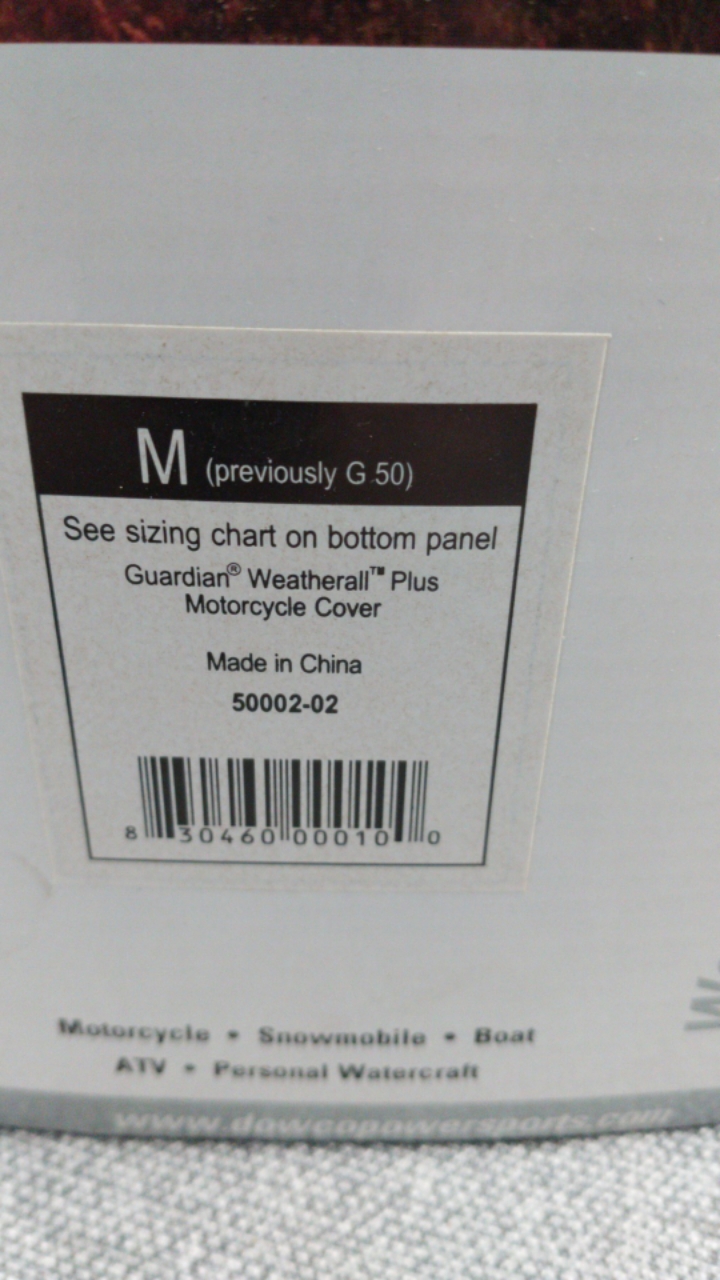 M (previously G 50)
See sizing chart on bottom panel
Guardian® Weatherall™ Plus
Motorcycle Cover
Made in China
50002-02
8 30460 00010 0
Motorcycle • Snowmobile • Boat
ATV • Personal Watercraft
www.dowcopowersports.com